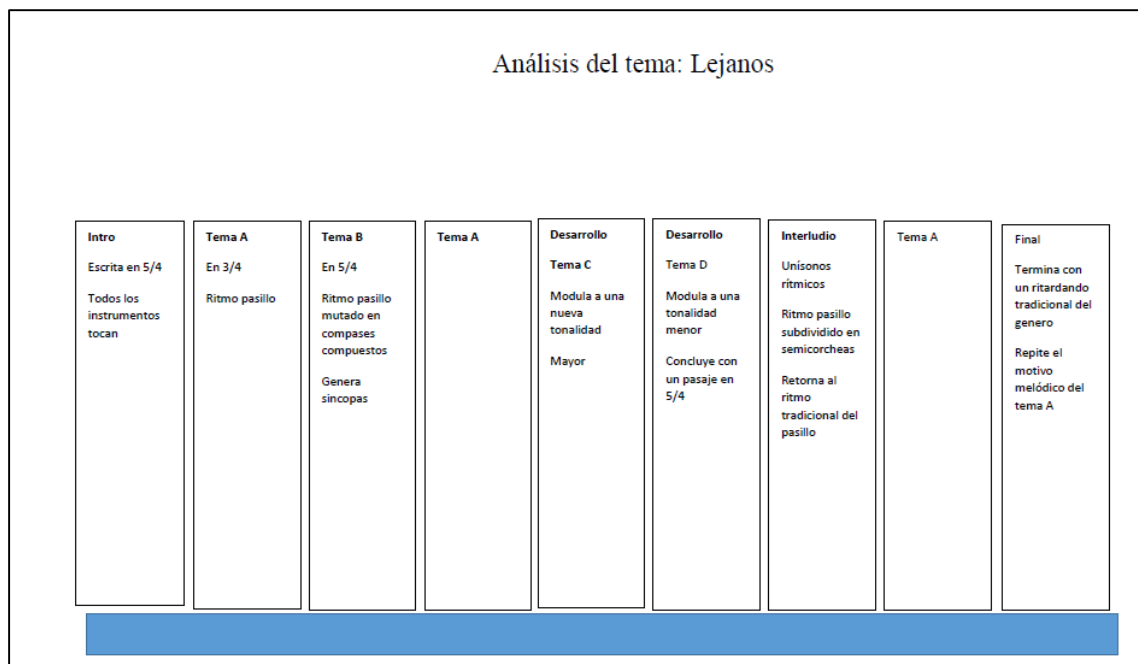 Análisis del tema: Lejanos
Intro
Escrita en 5/4
Todos los
instrumentos
tocan
Tema A
En 3/4
Ritmo pasillo
Tema B
En 5/4
Ritmo pasillo
mutado en
compases
compuestos
Genera
sincopas
Tema A
Desarrollo
Tema C
Modula a una
nueva
tonalidad
Mayor
Desarrollo
Tema D
Modula a una
tonalidad
menor
Concluye con
un pasaje en
5/4
Interludio
Unísonos
rítmicos
Ritmo pasillo
subdividido en
semicorcheas
Retorna al
ritmo
tradicional del
pasillo
Tema A
Final
Termina con
un ritardando
tradicional del
genero
Repite el
motivo
melódico del
tema A